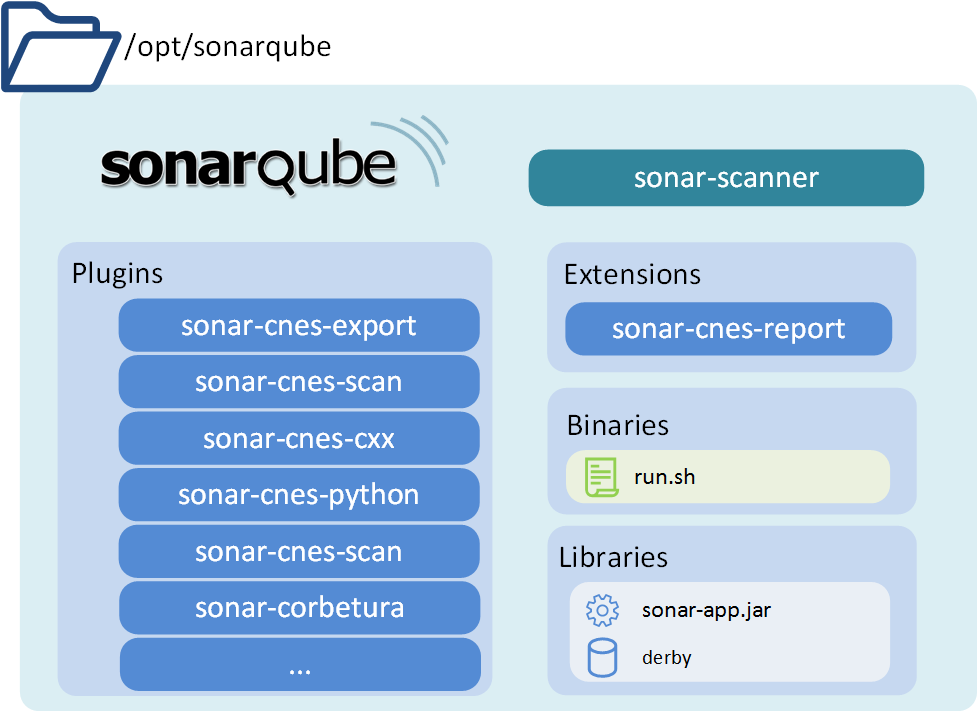 /opt/sonarqube
sonarqube
sonar-scanner
Plugins
sonar-cnes-export
sonar-cnes-scan
sonar-cnes-cxx
sonar-cnes-python
sonar-cnes-scan
sonar-corbetura
...
Extensions
sonar-cnes-report
Binaries
run.sh
Libraries
sonar-app.jar
derby